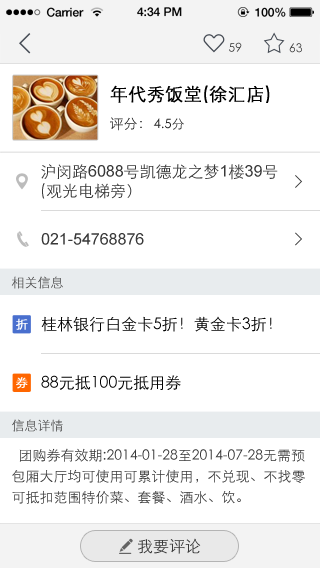 Carrier 4:34 PM 100%
59 63
年代秀饭堂(徐汇店)
评分: 4.5分
沪闵路6088号凯德龙之梦1楼39号
(观光电梯旁)
021-54768876
相关信息
折 桂林银行白金卡5折！黄金卡3折！
券 88元抵100元抵用券
信息详情
团购券有效期:2014-01-28至2014-07-28无需预
包厢大厅均可使用可累计使用，不兑现、不找零
可抵扣范围特价菜、套餐、酒水、饮。
我要评论